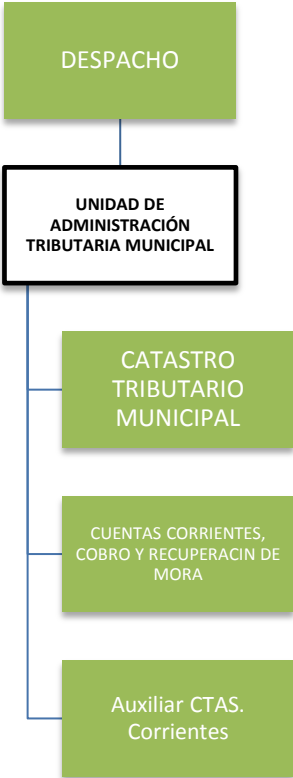 DESPACHO
UNIDAD DE
ADMINISTRACIÓN
TRIBUTARIA MUNICIPAL
CATASTRO
TRIBUTARIO
MUNICIPAL
CUENTAS CORRIENTES,
COBRO Y RECUPERACIN DE
MORA
Auxiliar CTAS.
Corrientes